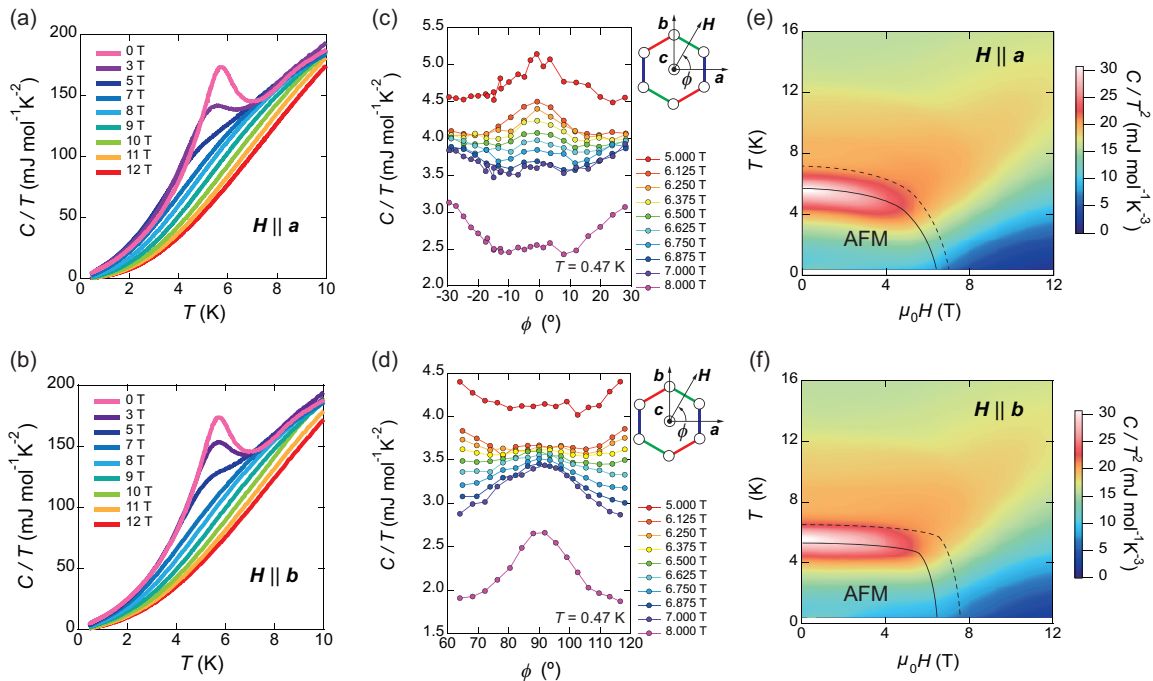 (a)
200
150
100
50
0
C / T (mJ mol⁻¹K⁻²)
0 T
3 T
5 T
7 T
8 T
9 T
10 T
11 T
12 T
H || a
0 2 4 6 8 10
T (K)
(b)
200
150
100
50
0
C / T (mJ mol⁻¹K⁻²)
0 T
3 T
5 T
7 T
8 T
9 T
10 T
11 T
12 T
H || b
0 2 4 6 8 10
T (K)
(c)
5.5
5.0
4.5
4.0
3.5
3.0
2.5
2.0
C / T (mJ mol⁻¹K⁻²)
T = 0.47 K
-30 -20 -10 0 10 20 30
ϕ (º)
b
H
c
ϕ
a
5.000 T
6.125 T
6.250 T
6.375 T
6.500 T
6.625 T
6.750 T
6.875 T
7.000 T
8.000 T
(d)
4.5
4.0
3.5
3.0
2.5
2.0
1.5
C / T (mJ mol⁻¹K⁻²)
T = 0.47 K
60 70 80 90 100 110 120
ϕ (º)
b
H
c
ϕ
a
5.000 T
6.125 T
6.250 T
6.375 T
6.500 T
6.625 T
6.750 T
6.875 T
7.000 T
8.000 T
(e)
16
12
8
4
0
T (K)
H || a
AFM
0 4 8 12
μ₀H (T)
30
25
20
15
10
5
0
C / T² (mJ mol⁻¹ K⁻³)
(f)
16
12
8
4
0
T (K)
H || b
AFM
0 4 8 12
μ₀H (T)
30
25
20
15
10
5
0
C / T² (mJ mol⁻¹K⁻³)